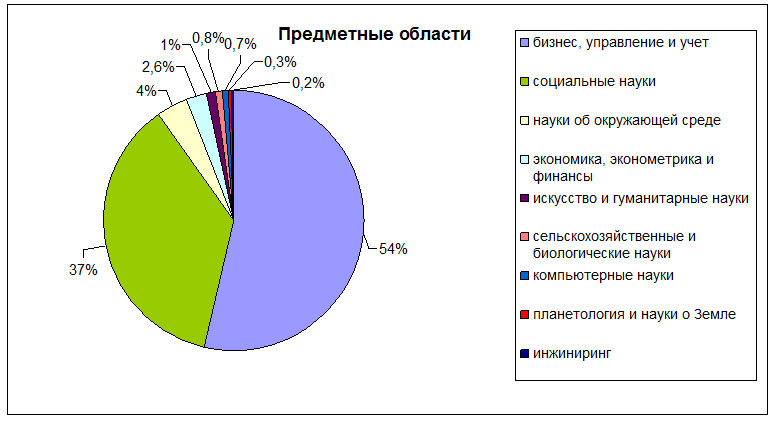 Предметные области
1%
0,8%
0,7%
0,3%
0,2%
2,6%
4%
37%
54%
бизнес, управление и учет
социальные науки
науки об окружающей среде
экономика, эконометрика и
финансы
искусство и гуманитарные науки
сельскохозяйственные и
биологические науки
компьютерные науки
планетология и науки о Земле
инжиниринг